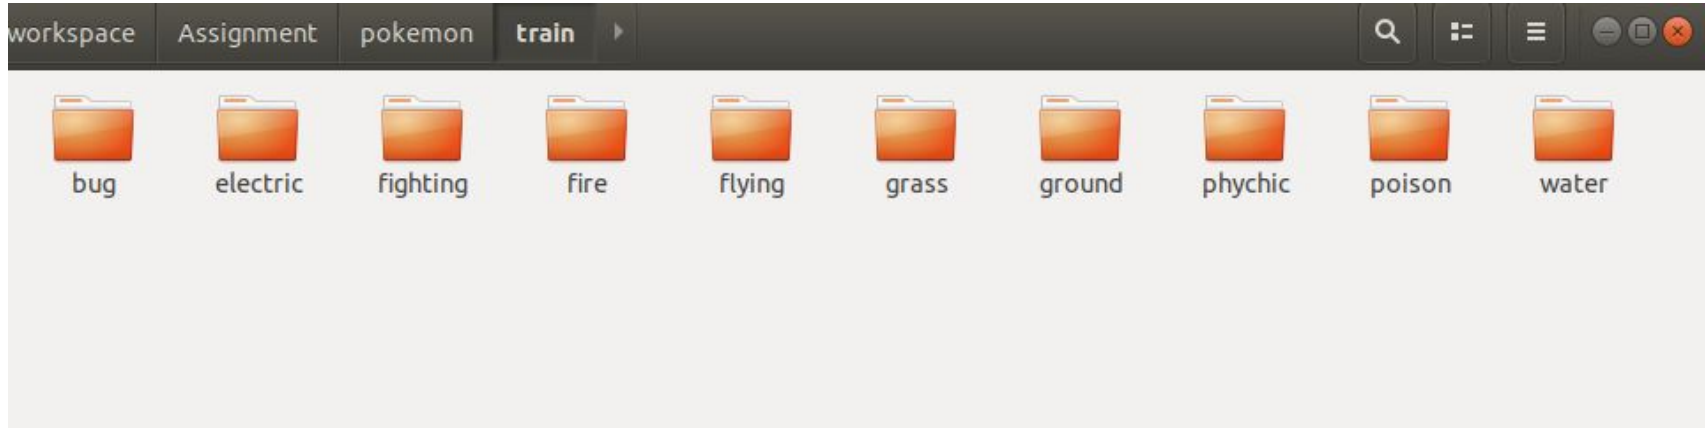 workspace Assignment pokemon train
bug electric fighting fire flying grass ground phychic poison water